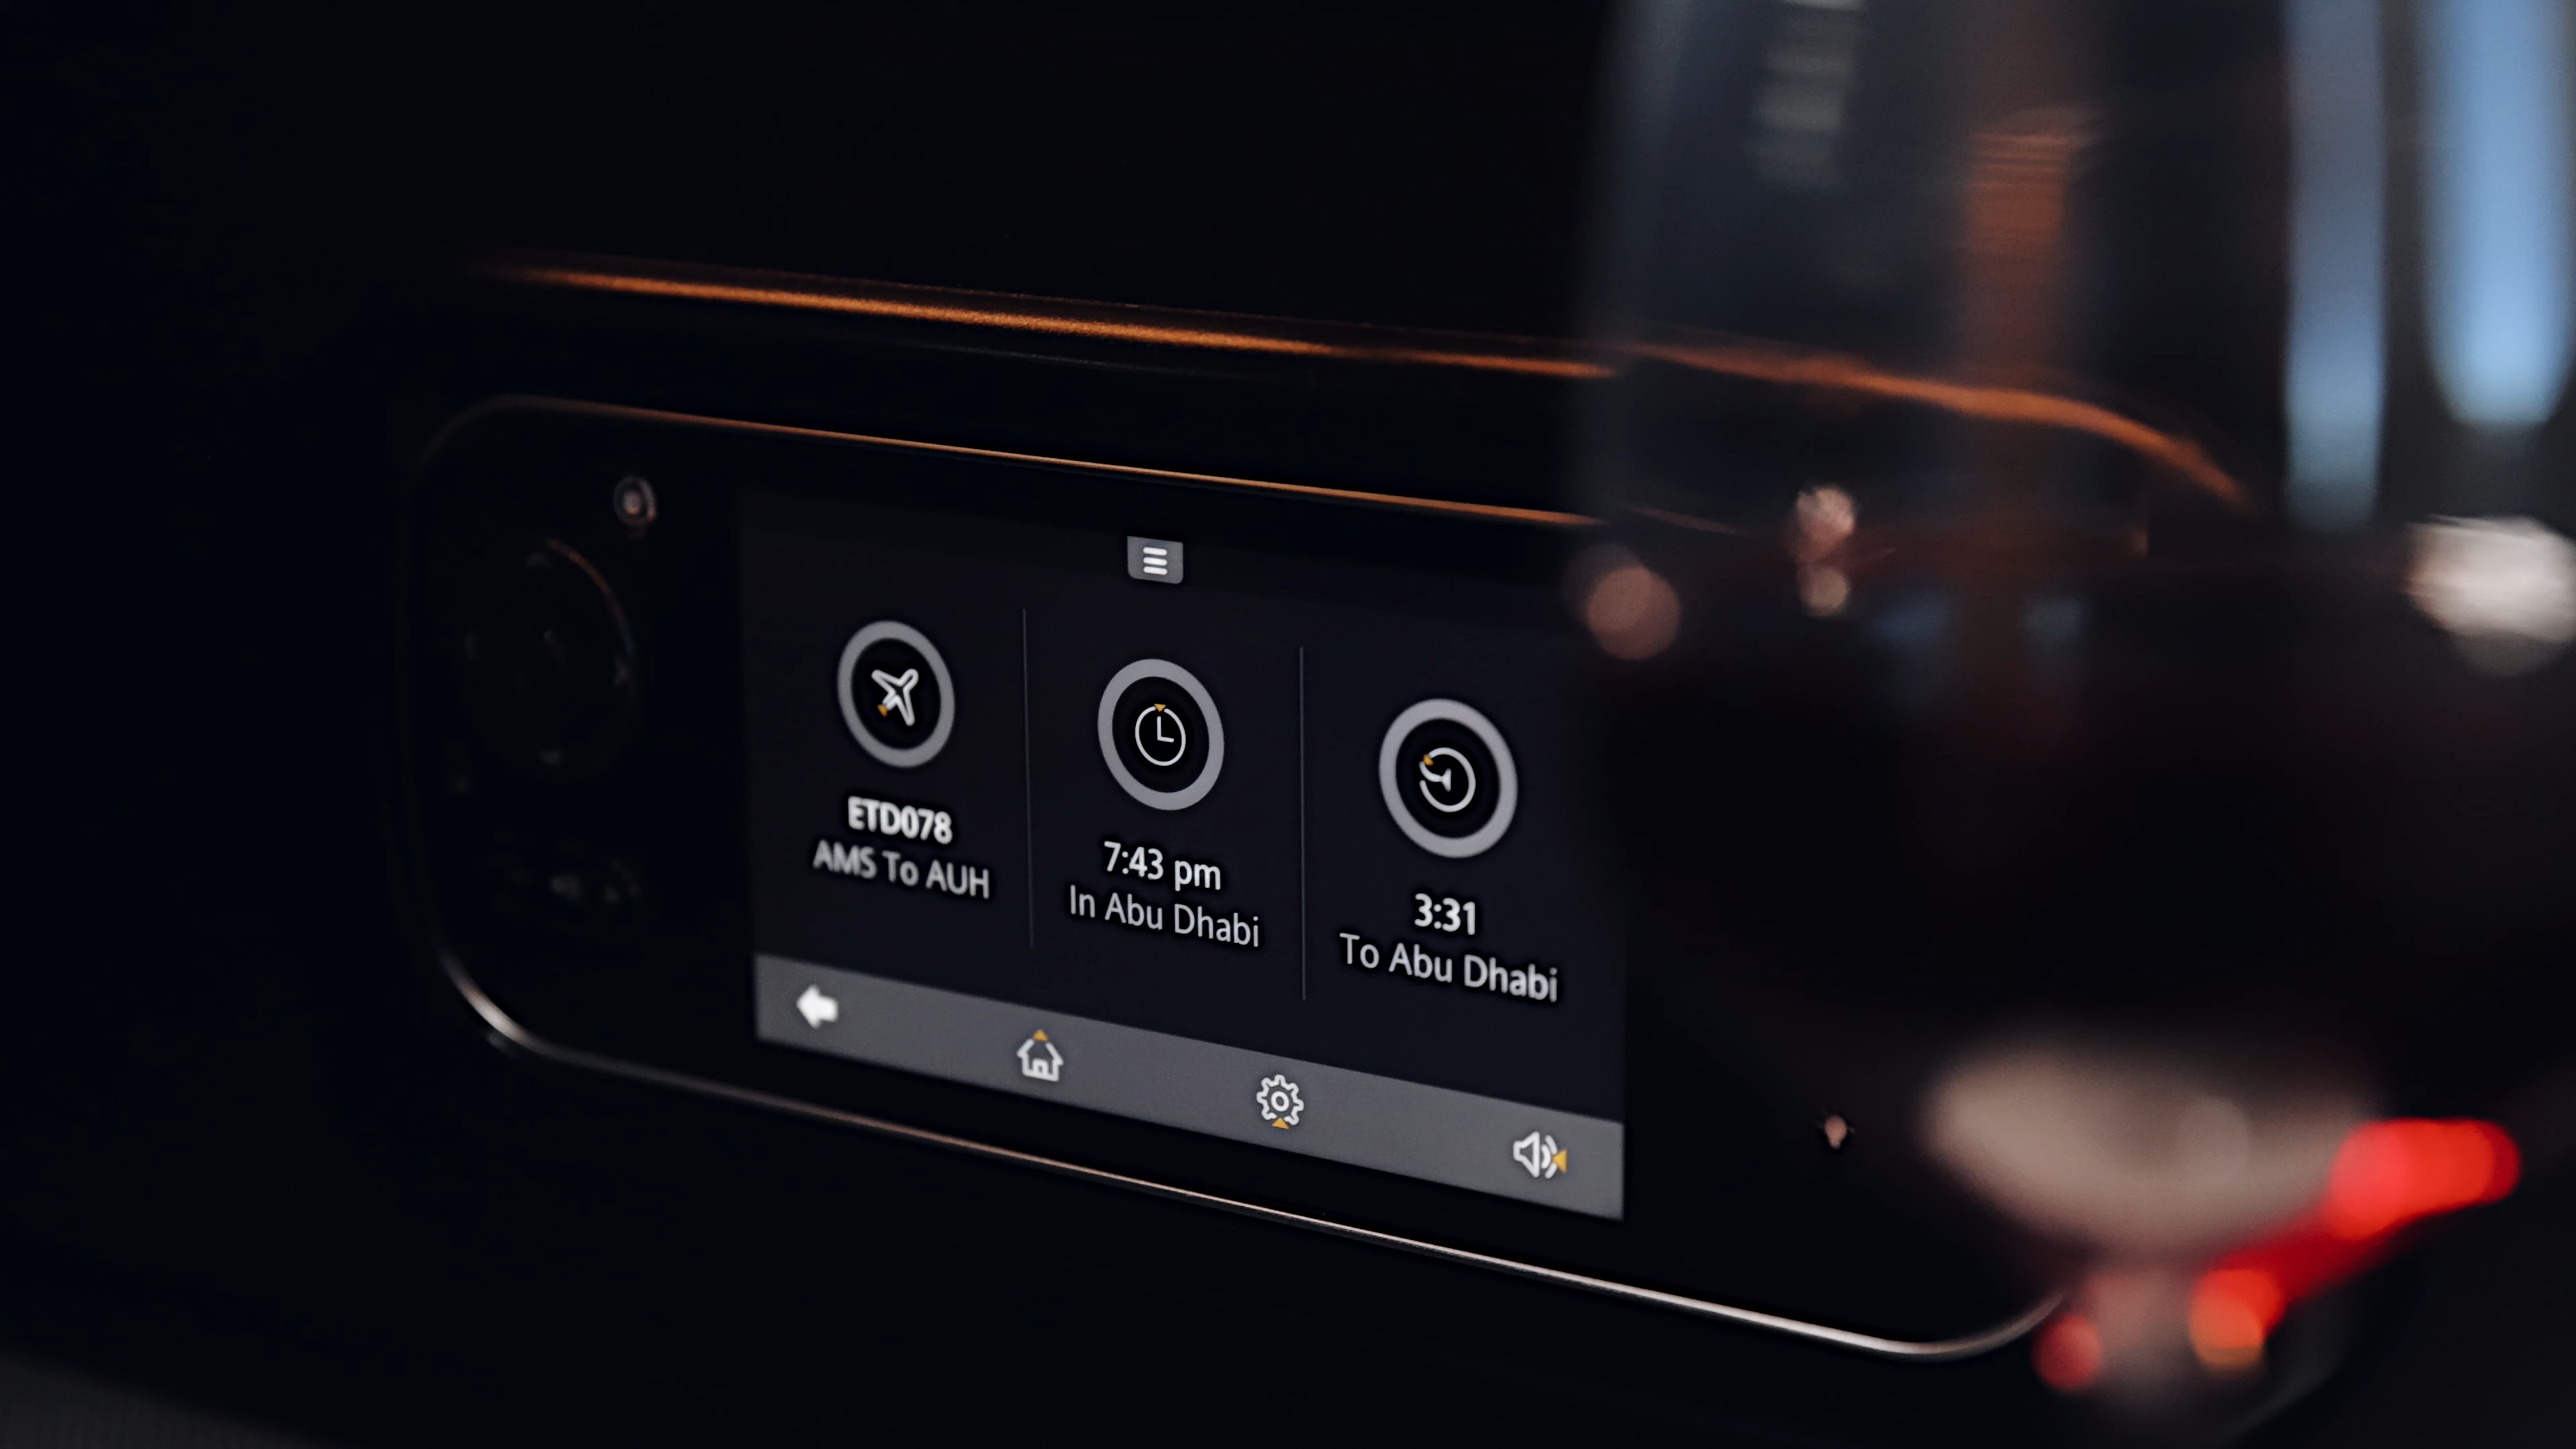 ETD078
AMS To AUH
7:43 pm
In Abu Dhabi
3:31
To Abu Dhabi